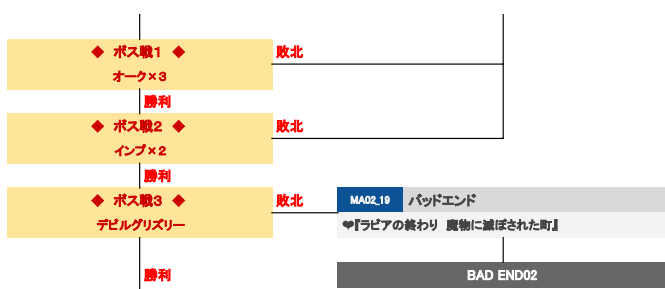 ◆ ボス戦1 ◆
敗北
オーク×3
勝利
◆ ボス戦2 ◆
敗北
インプ×2
勝利
◆ ボス戦3 ◆
敗北
デビルグリズリー
MA02_19 バッドエンド
❤『ラビアの終わり 魔物に滅ぼされた町』
勝利
BAD END02